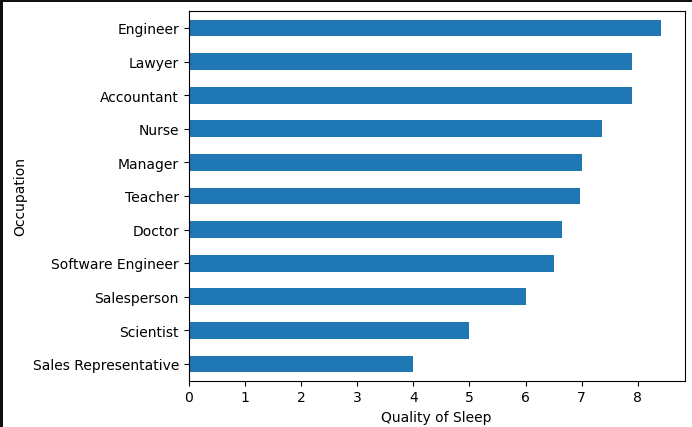 Engineer
Lawyer
Accountant
Nurse
Manager
Teacher
Doctor
Software Engineer
Salesperson
Scientist
Sales Representative
Occupation
0 1 2 3 4 5 6 7 8
Quality of Sleep